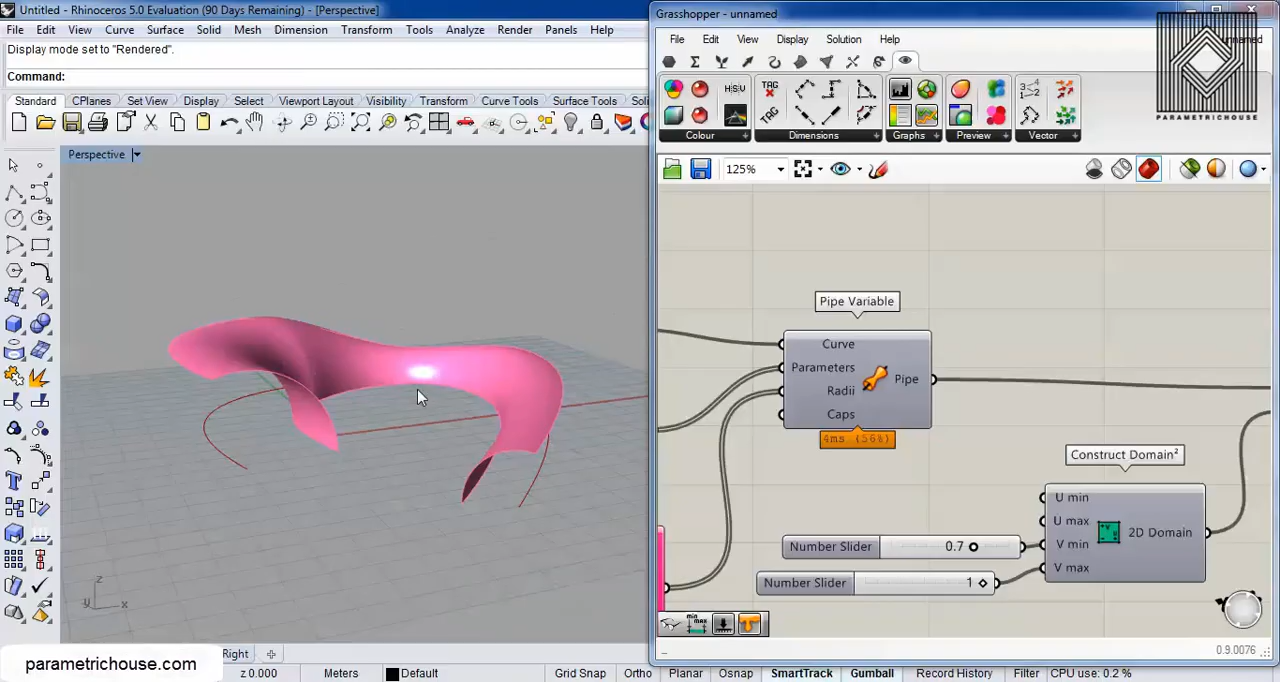 Untitled - Rhinoceros 5.0 Evaluation (90 Days Remaining) - [Perspective]
File Edit View Curve Surface Solid Mesh Dimension Transform Tools Analyze Render Panels Help
Display mode set to "Rendered".
Command:
Standard CPlanes Set View Display Select Viewport Layout Visibility Transform Curve Tools Surface Tools
Perspective
z
y x
Right
z 0.000 Meters Default Grid Snap Ortho Planar Osnap SmartTrack Gumball Record History Filter CPU use: 0.2 %
parametrichouse.com
Grasshopper - unnamed
File Edit View Display Solution Help
PARAMETRICHOUSE
Colour Dimensions Graphs Preview Vector
125%
Pipe Variable
Curve
Parameters
Radii
Caps
Pipe
4ms (56%)
Construct Domain²
U min
U max
V min
V max
2D Domain
Number Slider 0.7
Number Slider 1
0.9.0076